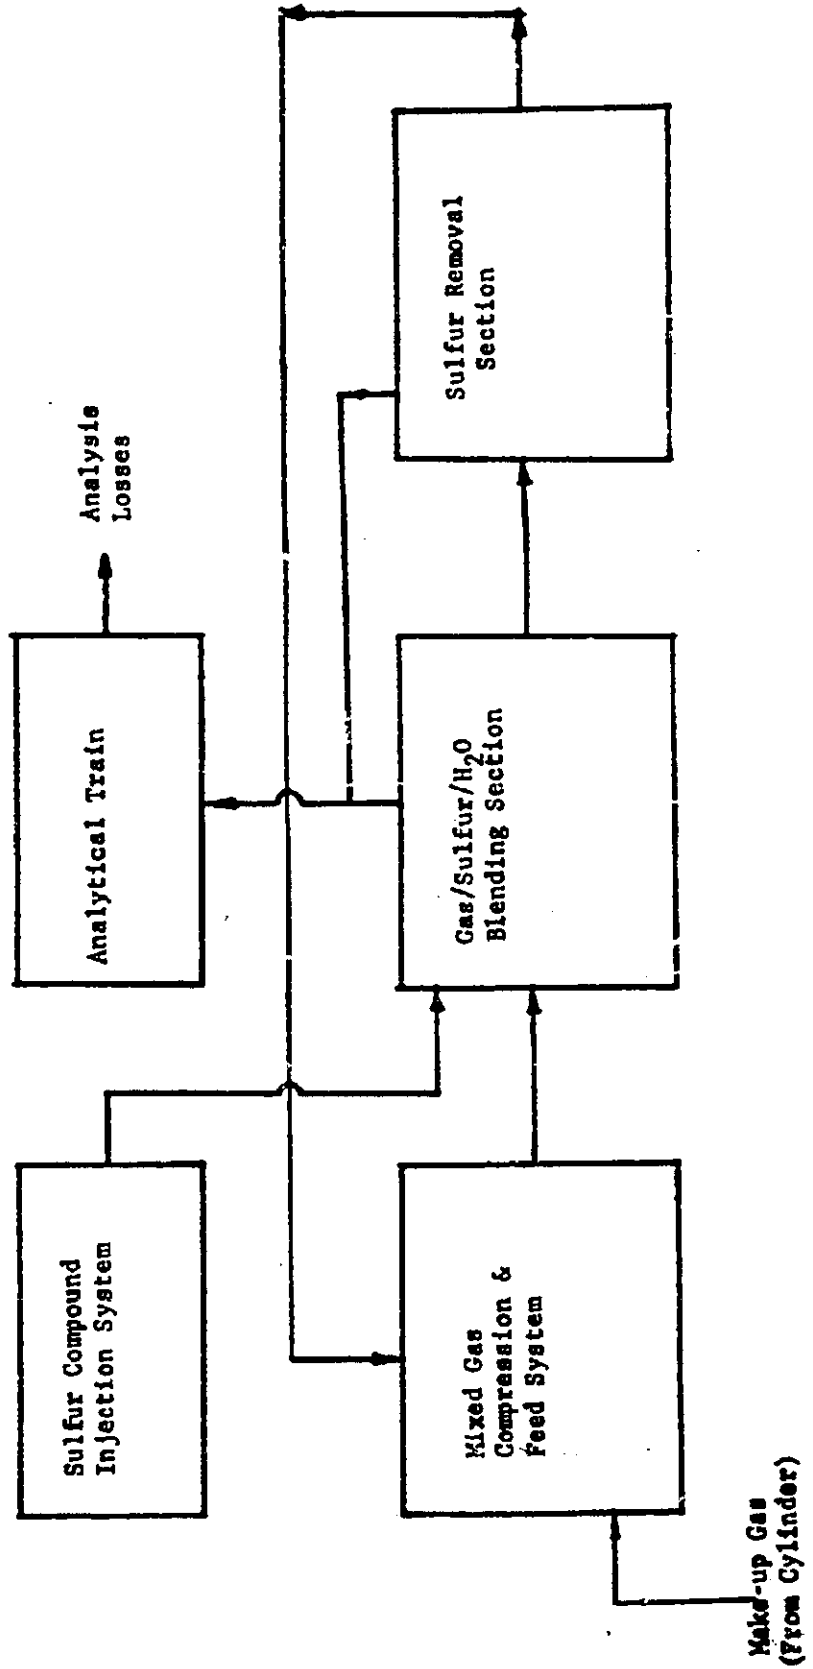 Sulfur Compound
Injection System
Analytical Train
Analysis
Losses
Mixed Gas
Compression &
Feed System
Gas/Sulfur/H₂O
Blending Section
Sulfur Removal
Section
Make-up Gas
(From Cylinder)